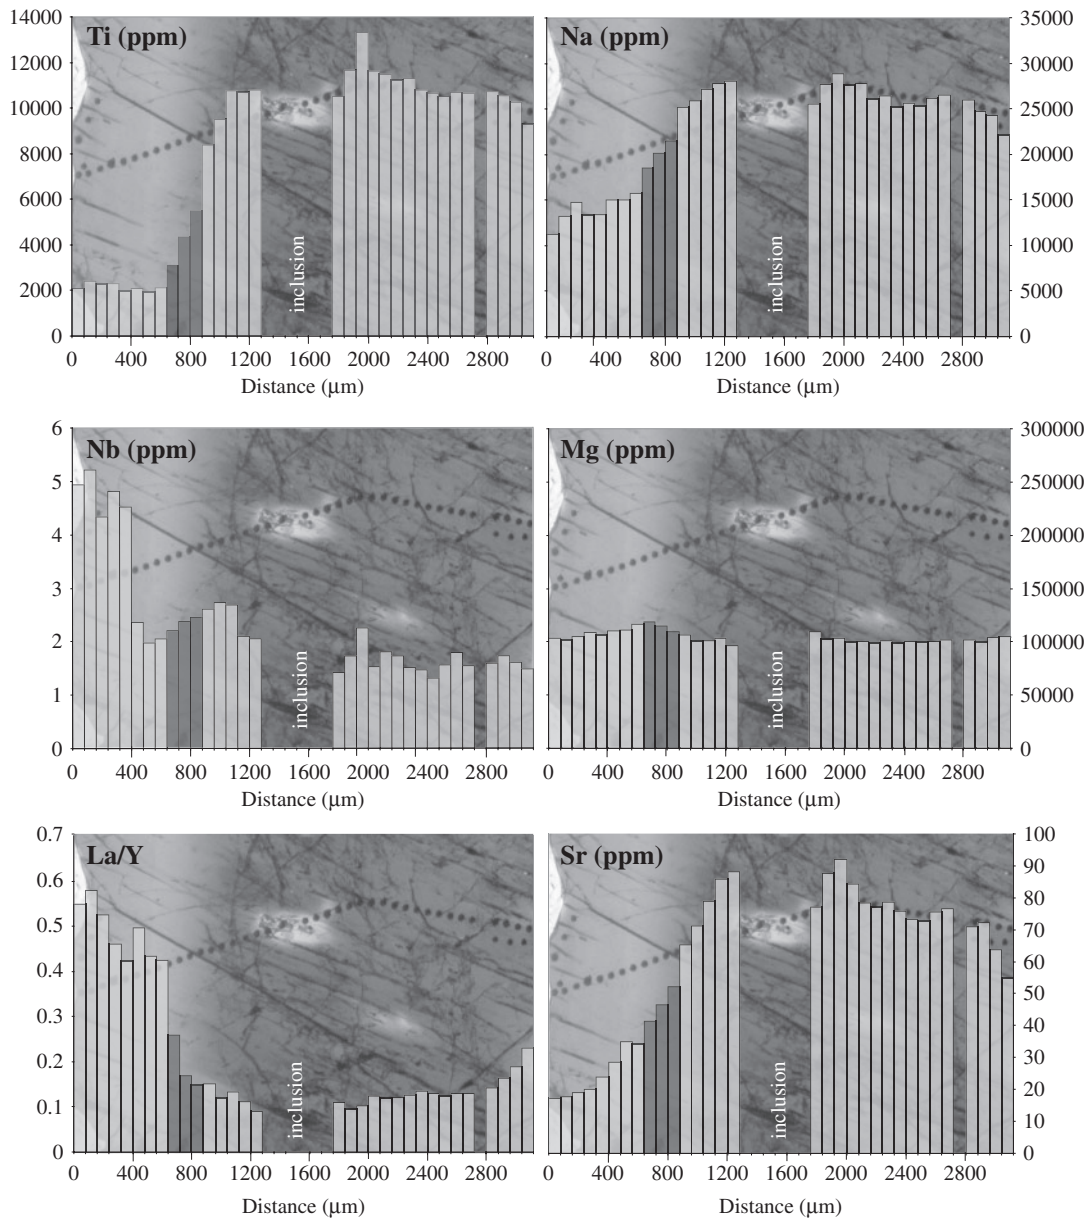 Ti (ppm)
14000
12000
10000
8000
6000
4000
2000
0
inclusion
0 400 800 1200 1600 2000 2400 2800
Distance (μm)
Na (ppm)
35000
30000
25000
20000
15000
10000
5000
0
inclusion
400 800 1200 1600 2000 2400 2800
Distance (μm)
Nb (ppm)
6
5
4
3
2
1
0
inclusion
0 400 800 1200 1600 2000 2400 2800
Distance (μm)
Mg (ppm)
300000
250000
200000
150000
100000
50000
0
inclusion
400 800 1200 1600 2000 2400 2800
Distance (μm)
La/Y
0.7
0.6
0.5
0.4
0.3
0.2
0.1
0
inclusion
0 400 800 1200 1600 2000 2400 2800
Distance (μm)
Sr (ppm)
100
90
80
70
60
50
40
30
20
10
0
inclusion
400 800 1200 1600 2000 2400 2800
Distance (μm)